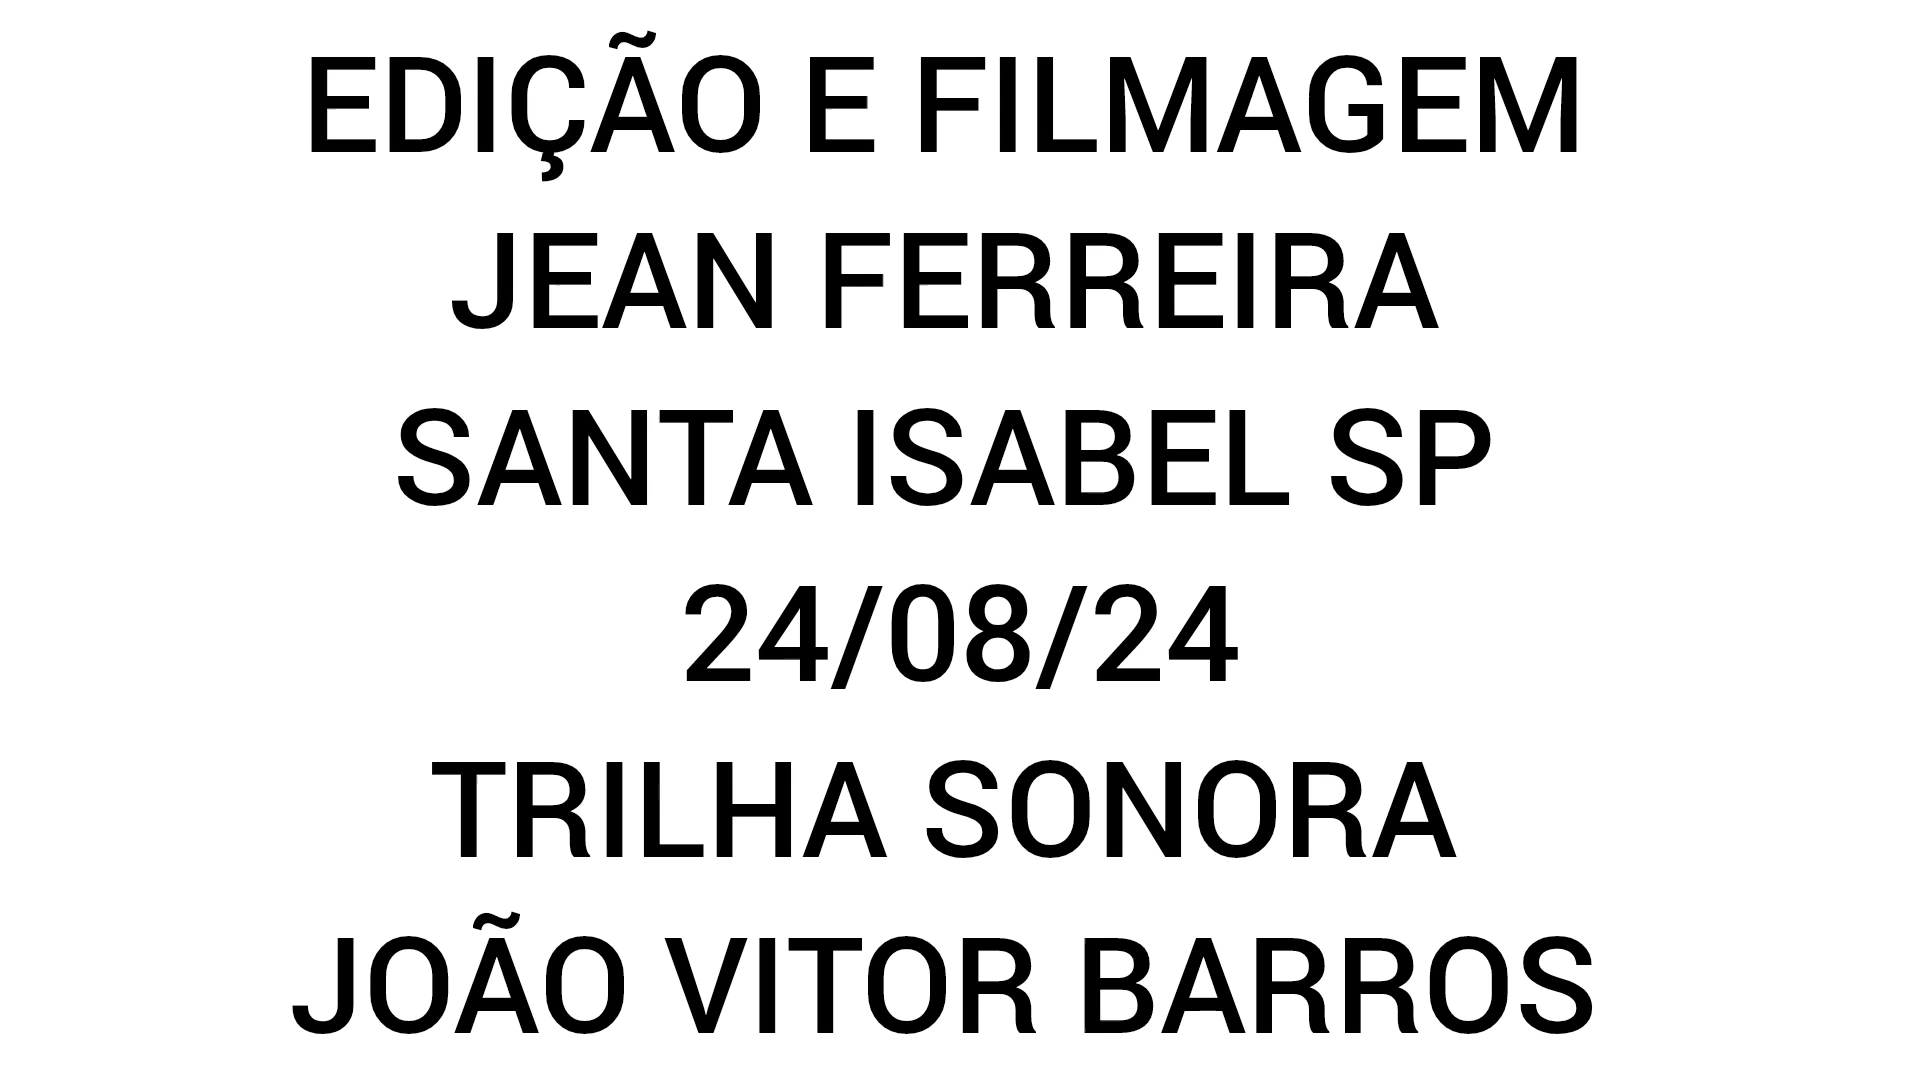 EDIÇÃO E FILMAGEM
JEAN FERREIRA
SANTA ISABEL SP
24/08/24
TRILHA SONORA
JOÃO VITOR BARROS